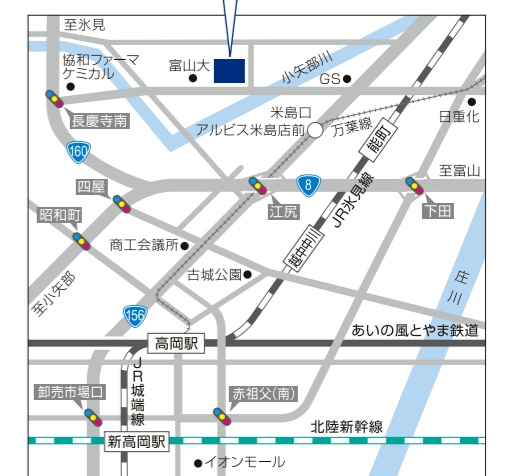 至氷見
協和ファーマ
ケミカル
富山大
小矢部川
GS
長慶寺南
米島口
アルビス米島店前
万葉線
日重化
能町
160
四屋
8
至富山
江尻
下田
昭和町
JR氷見線
商工会議所
越中中川
古城公園
庄川
至小矢部
156
あいの風とやま鉄道
高岡駅
JR城端線
卸売市場口
赤祖父(南)
北陸新幹線
新高岡駅
イオンモール